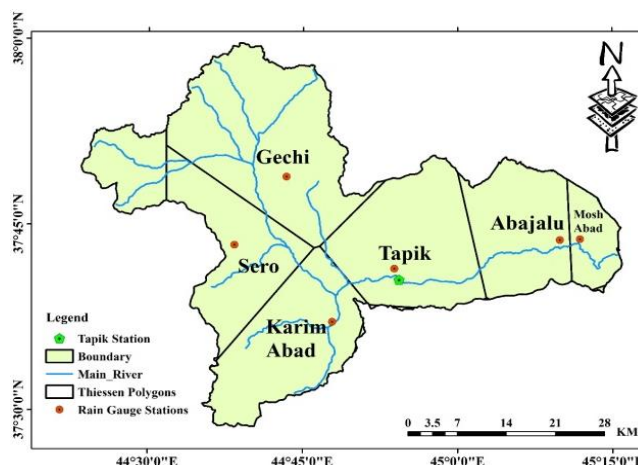 38°0'0"N
37°45'0"N
37°30'0"N
N
Gechi
Sero
Tapik
Abajalu
Mosh
Abad
Karim
Abad
Legend
Tapik Station
Boundary
Main_River
Thiessen Polygons
Rain Gauge Stations
0 3.5 7 14 21 28
KM
44°30'0"E 44°45'0"E 45°0'0"E 45°15'0"E